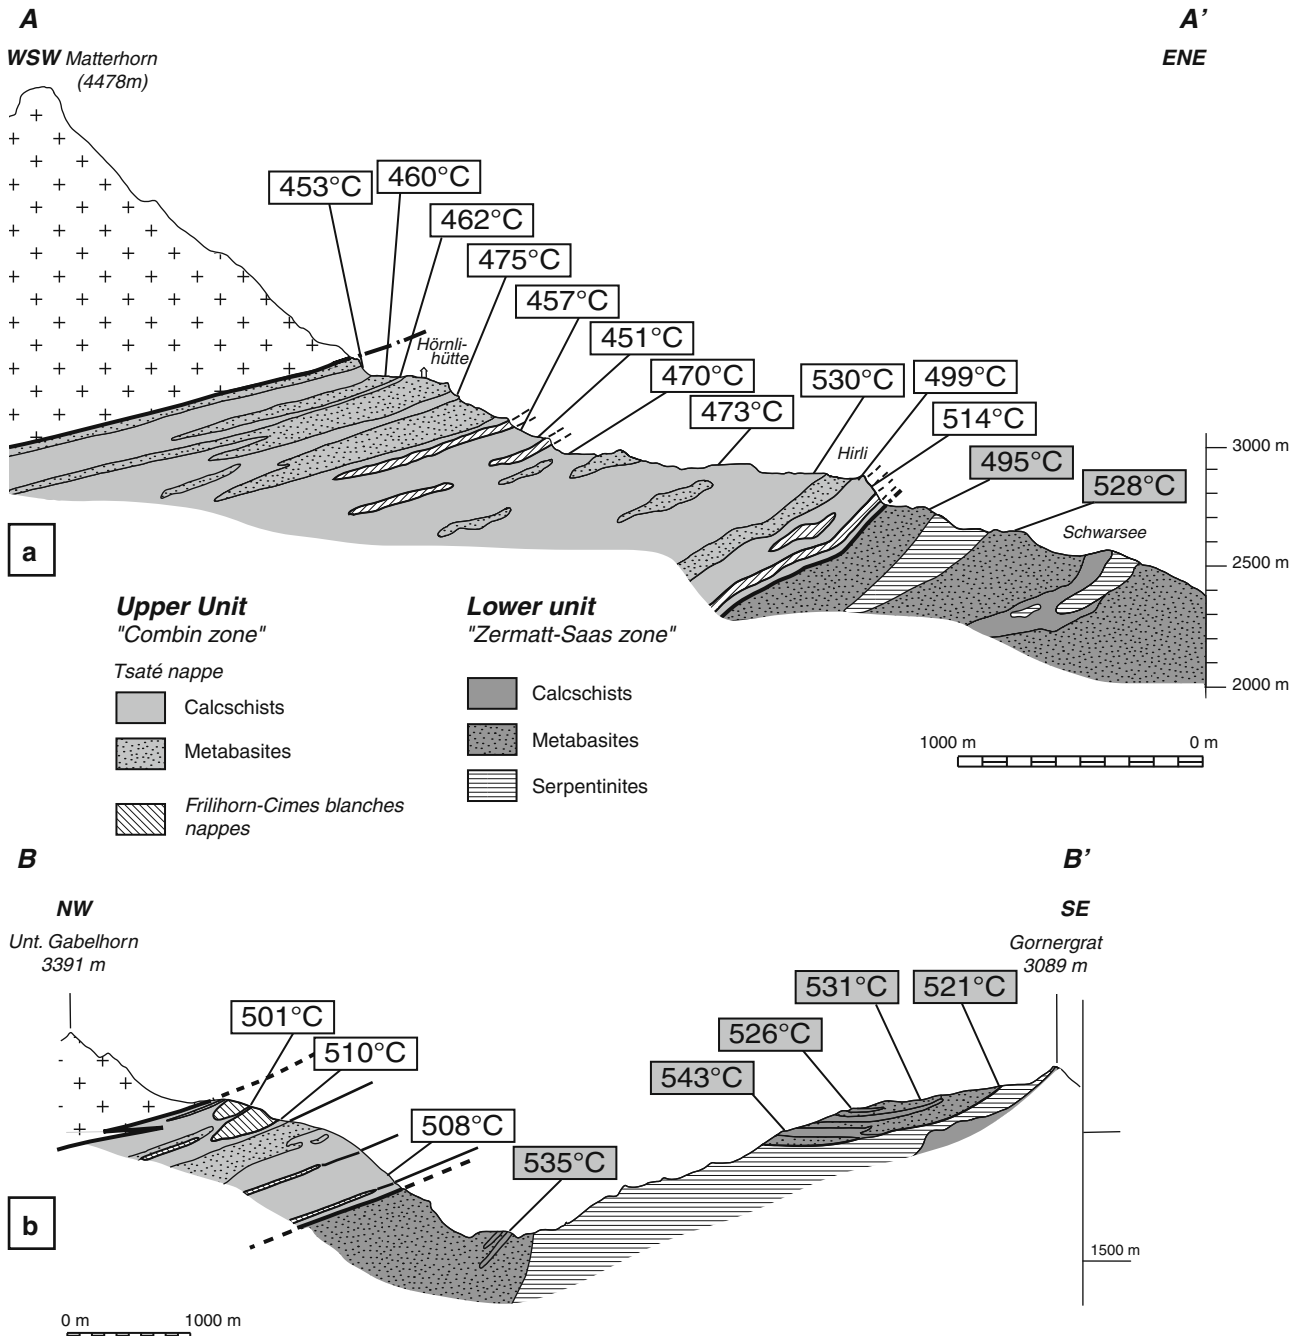 A
A'
WSW Matterhorn
(4478m)
ENE
453°C
460°C
462°C
475°C
457°C
451°C
470°C
473°C
530°C
499°C
514°C
495°C
528°C
Hörnli-
hütte
Hirli
Schwarsee
3000 m
2500 m
2000 m
a
Upper Unit
"Combin zone"
Tsaté nappe
Calcschists
Metabasites
Frilihorn-Cimes blanches
nappes
Lower unit
"Zermatt-Saas zone"
Calcschists
Metabasites
Serpentinites
1000 m
0 m
B
B'
NW
SE
Unt. Gabelhorn
3391 m
Gornergrat
3089 m
501°C
510°C
508°C
535°C
543°C
526°C
531°C
521°C
1500 m
b
0 m
1000 m